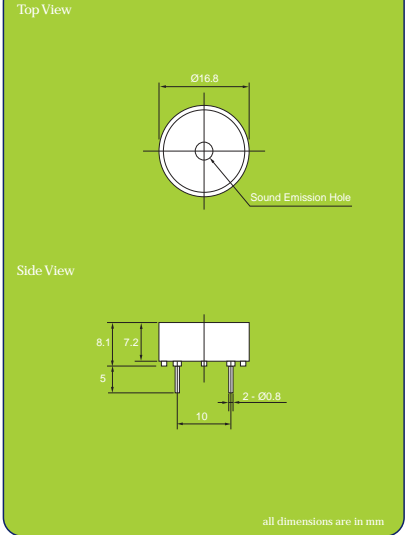 Top View
Ø16.8
Sound Emission Hole
Side View
8.1
7.2
5
2 - Ø0.8
10
all dimensions are in mm